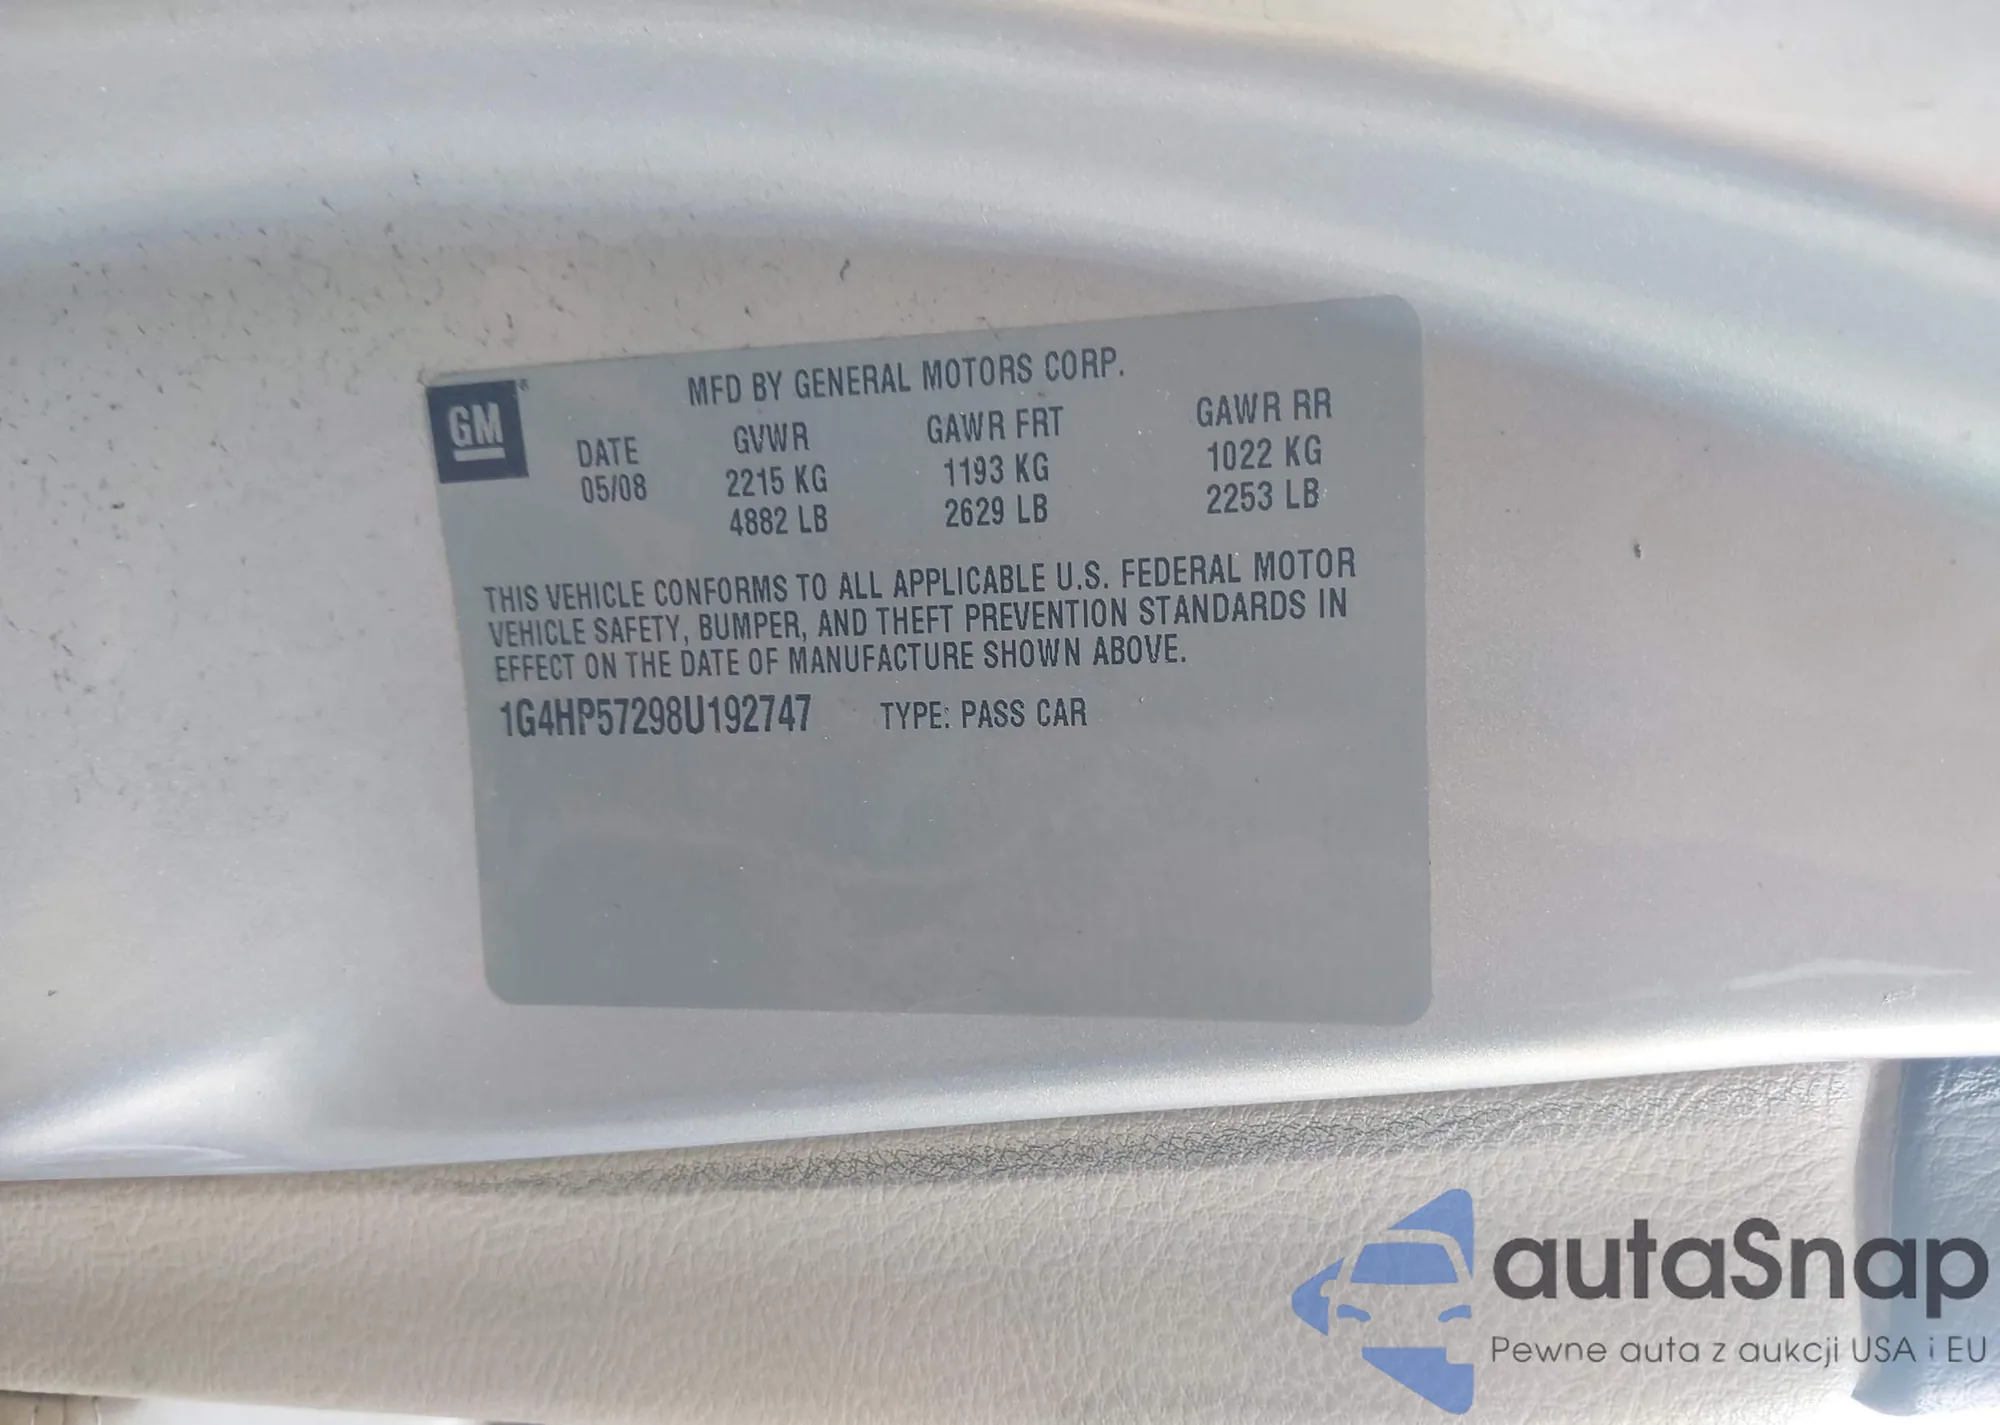 MFD BY GENERAL MOTORS CORP.
GM®
DATE GVWR GAWR FRT GAWR RR
05/08 2215 KG 1193 KG 1022 KG
4882 LB 2629 LB 2253 LB
THIS VEHICLE CONFORMS TO ALL APPLICABLE U.S. FEDERAL MOTOR
VEHICLE SAFETY, BUMPER, AND THEFT PREVENTION STANDARDS IN
EFFECT ON THE DATE OF MANUFACTURE SHOWN ABOVE.
1G4HP57298U192747 TYPE: PASS CAR
autaSnap
Pewne auta z aukcji USA i EU